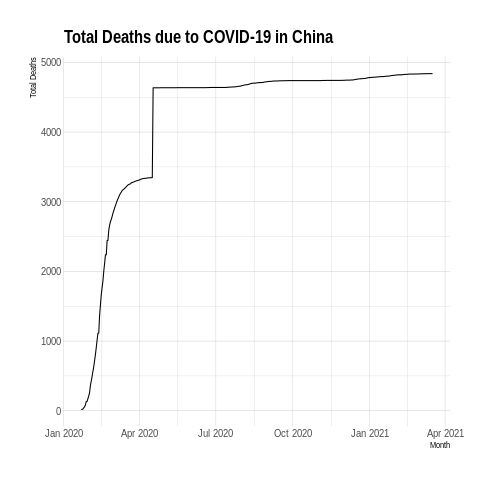 Total Deaths due to COVID-19 in China
Total Deaths
5000
4000
3000
2000
1000
0
Jan 2020 Apr 2020 Jul 2020 Oct 2020 Jan 2021 Apr 2021
Month